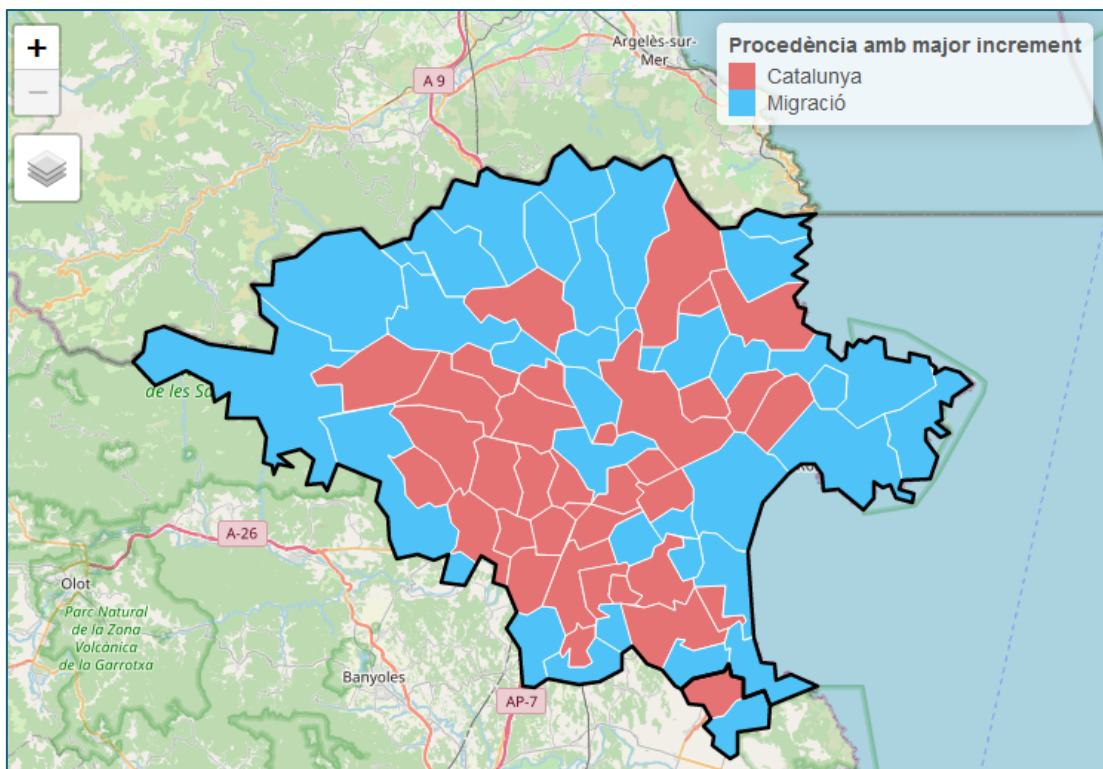 +
−
A 9
Argelès-sur-
Mer
Procedència amb major increment
Catalunya
Migració
de les
A-26
Olot
Parc Natural
de la Zona
Volcànica
de la Garrotxa
Banyoles
AP-7